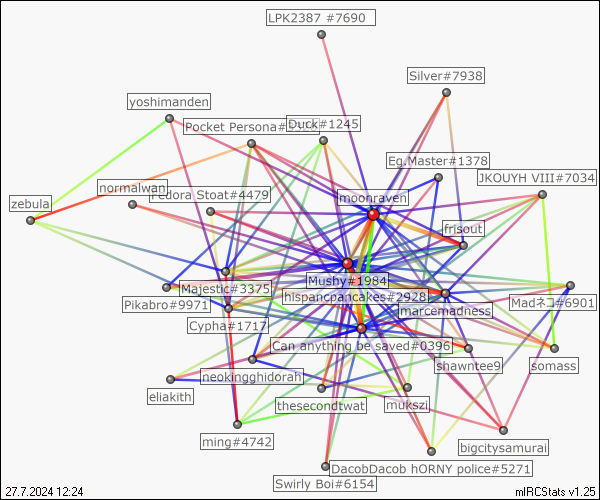 LPK2387 #7690
Silver#7938
yoshimanden
Pocket Persona#
Duck#1245
Eg.Master#1378
JKOUYH VIII#7034
normalwan
Fedora Stoat#4479
moonraven
zebula
frisout
Mushy#1984
Majestic#3375
hispancpancakes#2928
Pikabro#9971
marcemadness
Madネコ#6901
Cypha#1717
Can anything be saved#0396
shawntee9
somass
neokingghidorah
eliakith
thesecondtwat
mukszi
ming#4742
bigcitysamurai
DacobDacob hORNY police#5271
Swirly Boi#6154
27.7.2024 12:24
mIRCStats v1.25